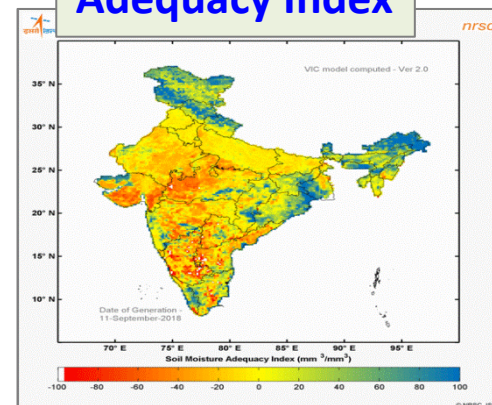 Adequacy Index
nrsc
VIC model computed - Ver 2.0
35° N
30° N
25° N
20° N
15° N
10° N
Date of Generation -
11-September-2018
70° E 75° E 80° E 85° E 90° E 95° E
Soil Moisture Adequacy Index (mm ³/mm³)
-100 -80 -60 -40 -20 0 20 40 60 80 100